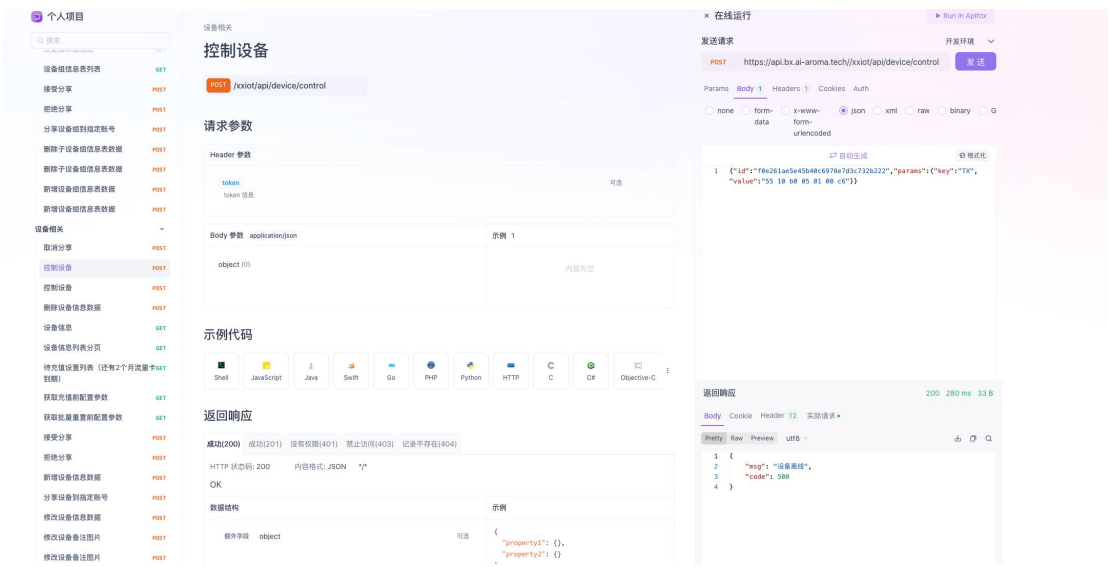 个人项目
搜索
设备组信息表列表 GET
接受分享 POST
拒绝分享 POST
分享设备组到指定账号 POST
删除子设备组信息表数据 POST
删除子设备组信息表数据 POST
新增设备组信息表数据 POST
新增设备组信息表数据 POST
设备相关
取消分享 POST
控制设备 POST
控制设备 POST
删除设备信息数据 POST
设备信息 GET
设备信息列表分页 GET
待充值设置列表（还有2个月流量卡 GET
到期）
获取充值前配置参数 GET
获取批量重置前配置参数 GET
接受分享 POST
拒绝分享 POST
新增设备信息数据 POST
分享设备到指定账号 POST
修改设备信息数据 POST
修改设备备注图片 POST
修改设备备注图片 POST
设备相关
控制设备
POST /xxiot/api/device/control
请求参数
Header 参数
token 可选
token 信息
Body 参数 application/json 示例 1
object (0) 内容为空
示例代码
Shell JavaScript Java Swift Go PHP Python HTTP C C# Objective-C
返回响应
成功(200) 成功(201) 没有权限(401) 禁止访问(403) 记录不存在(404)
HTTP 状态码: 200 内容格式: JSON */*
OK
数据结构 示例
额外字段 object 可选
{
"property1": {},
"property2": {}
× 在线运行 Run in Apifox
发送请求 开发环境
POST https://api.bx.ai-aroma.tech//xxiot/api/device/control 发 送
Params Body 1 Headers 1 Cookies Auth
none form-data x-www-form-urlencoded json xml raw binary G
自动生成 格式化
1 {"id":"f0e261ae5e45b40c6978e7d3c732b222","params":{"key":"TX",
"value":"55 10 b0 05 01 00 c6"}}
返回响应 200 280 ms 33 B
Body Cookie Header 12 实际请求
Pretty Raw Preview utf8
1 {
2 "msg": "设备离线",
3 "code": 500
4 }